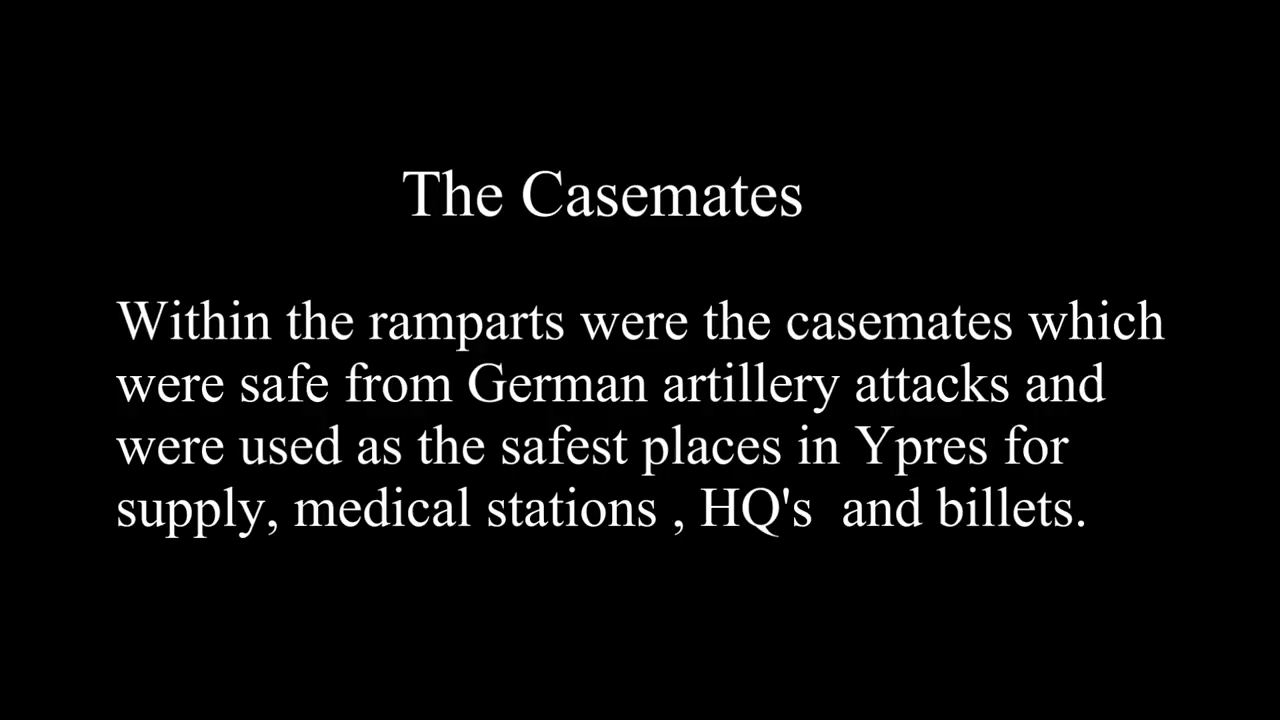 The Casemates
Within the ramparts were the casemates which
were safe from German artillery attacks and
were used as the safest places in Ypres for
supply, medical stations , HQ's  and billets.